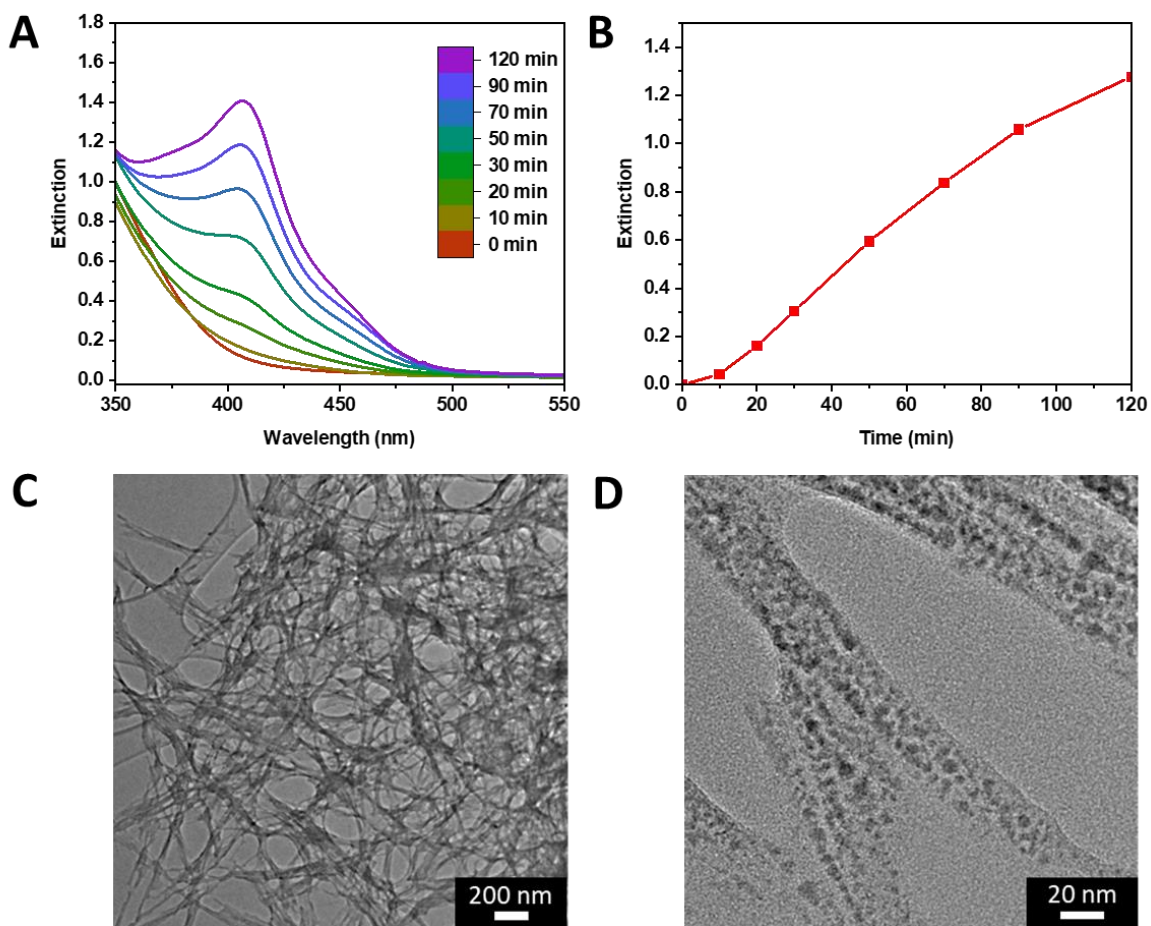 A
Extinction
1.8
1.6
1.4
1.2
1.0
0.8
0.6
0.4
0.2
0.0
120 min
90 min
70 min
50 min
30 min
20 min
10 min
0 min
350 400 450 500 550
Wavelength (nm)
B
Extinction
1.4
1.2
1.0
0.8
0.6
0.4
0.2
0.0
0 20 40 60 80 100 120
Time (min)
C
200 nm
D
20 nm